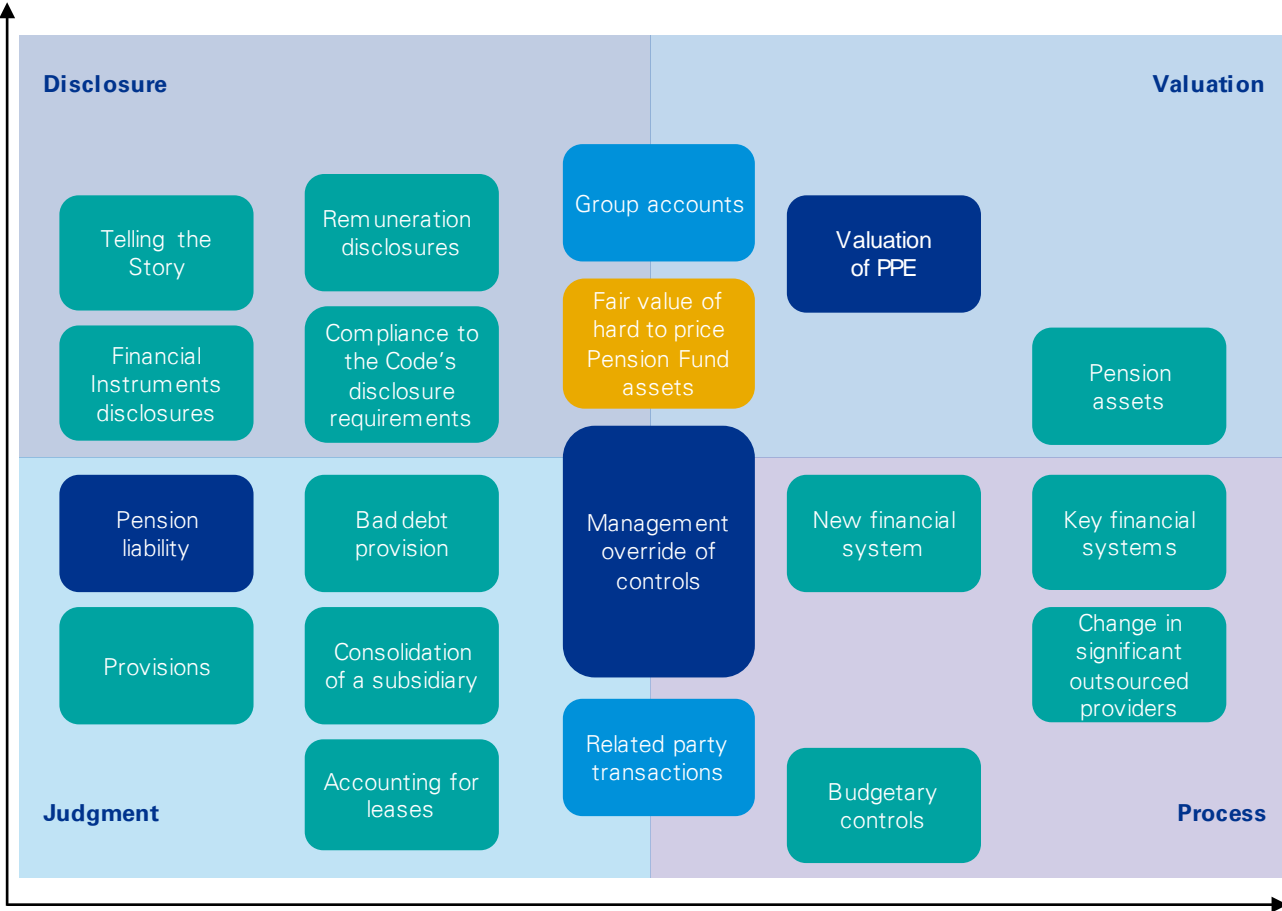 Disclosure
Valuation
Telling the
Story
Remuneration
disclosures
Group accounts
Valuation
of PPE
Financial
Instruments
disclosures
Compliance to
the Code's
disclosure
requirements
Fair value of
hard to price
Pension Fund
assets
Pension
assets
Pension
liability
Bad debt
provision
Management
override of
controls
New financial
system
Key financial
systems
Provisions
Consolidation
of a subsidiary
Change in
significant
outsourced
providers
Accounting for
leases
Related party
transactions
Budgetary
controls
Judgment
Process